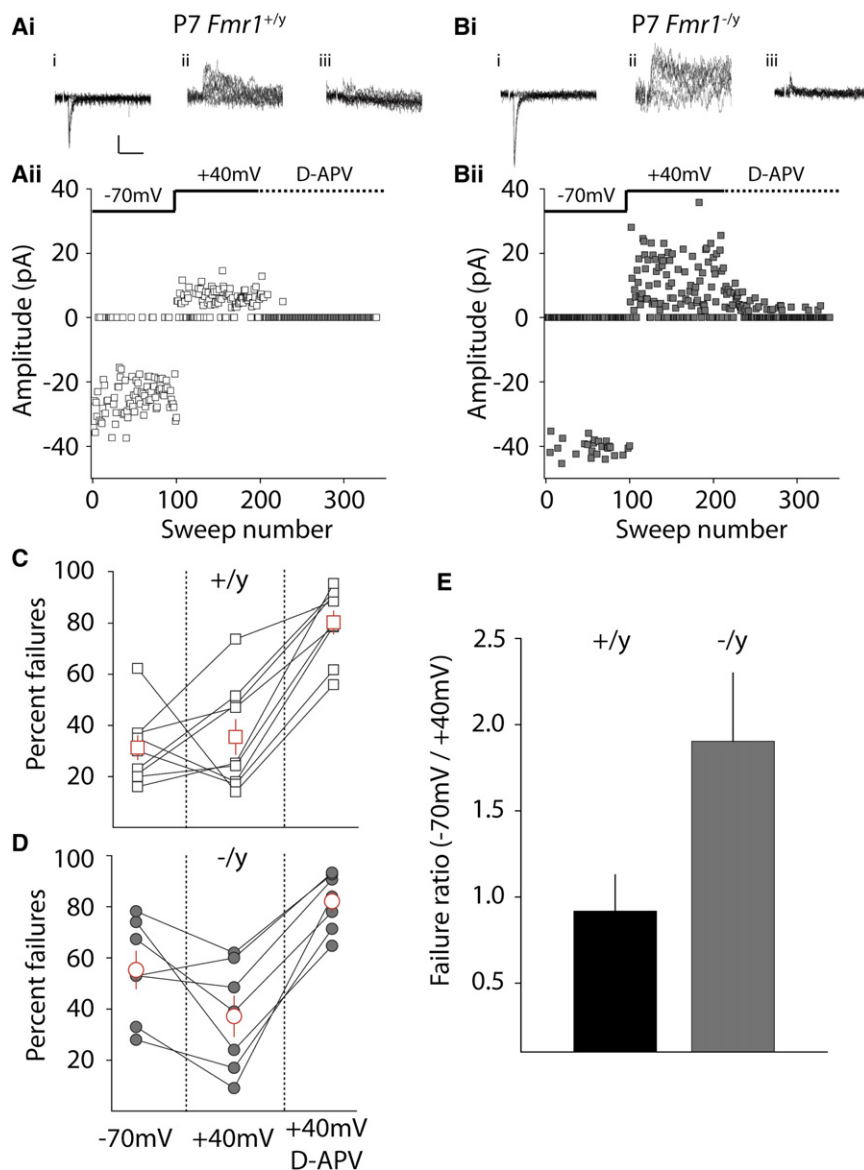 Ai P7 Fmr1+/y
i ii iii
Bi P7 Fmr1-/y
i ii iii
Aii
-70mV +40mV D-APV
40
20
0
-20
-40
Amplitude (pA)
0 100 200 300
Sweep number
Bii
-70mV +40mV D-APV
40
20
0
-20
-40
Amplitude (pA)
0 100 200 300
Sweep number
C
+/y
100
80
60
40
20
Percent failures
D
-/y
100
80
60
40
20
Percent failures
-70mV +40mV +40mV
D-APV
E
+/y -/y
2.5
2.0
1.5
1.0
0.5
Failure ratio (-70mV / +40mV)